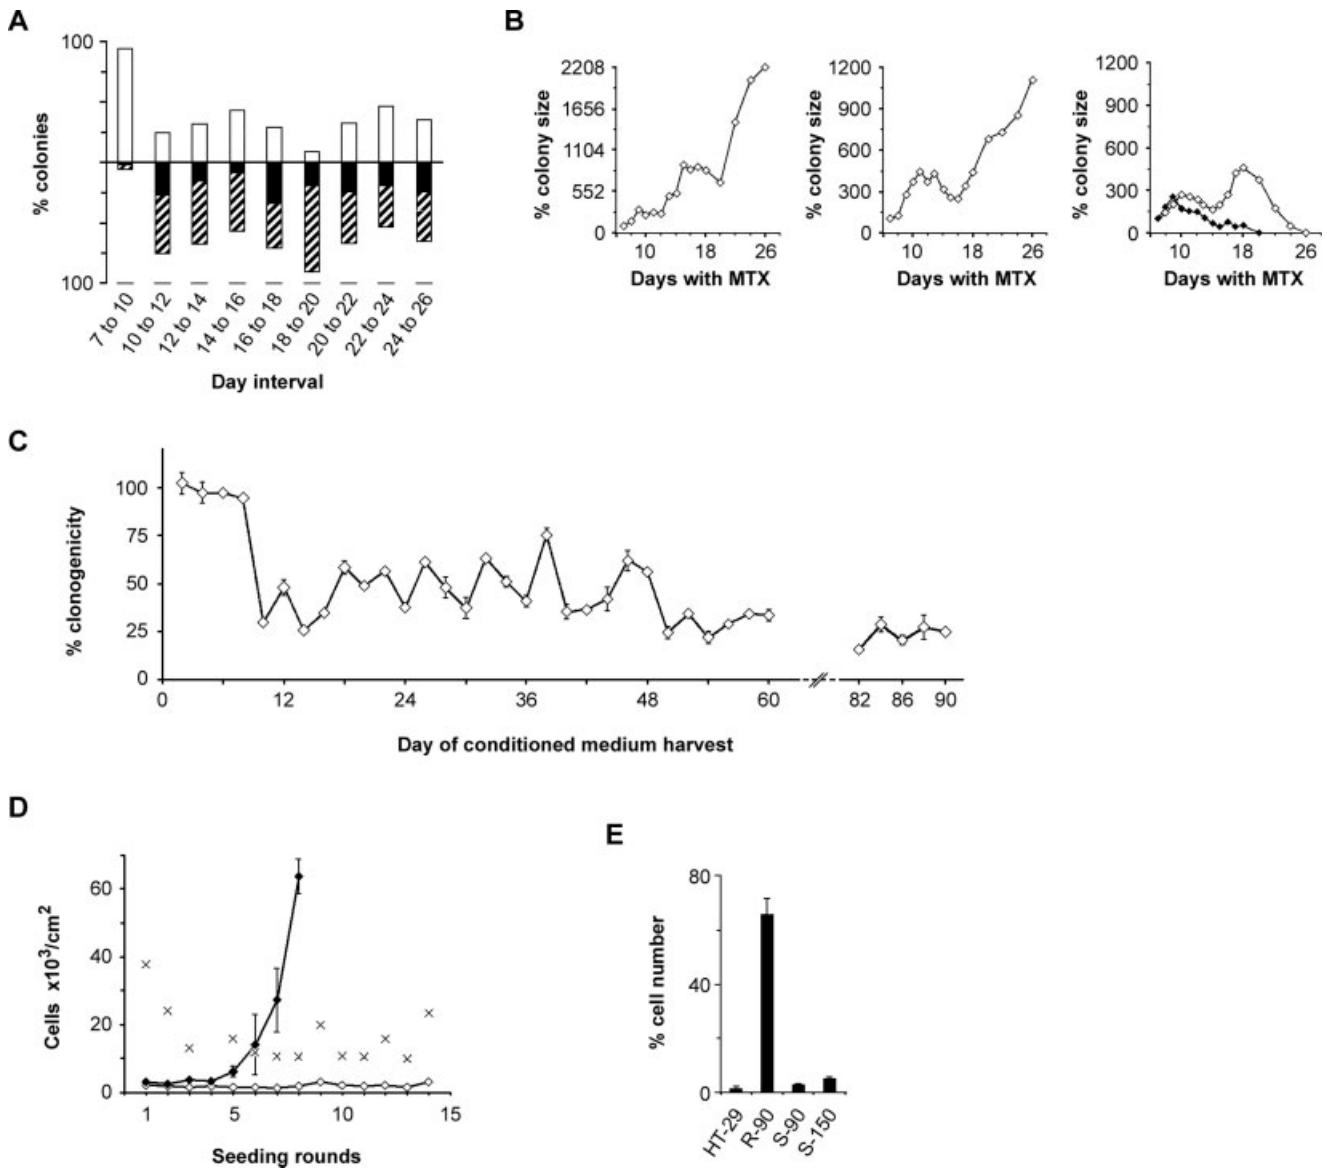 A
100
% colonies
100
7 to 10
10 to 12
12 to 14
14 to 16
16 to 18
18 to 20
20 to 22
22 to 24
24 to 26
Day interval
B
2208
1656
1104
552
0
% colony size
10 18 26
Days with MTX
1200
900
600
300
0
% colony size
10 18 26
Days with MTX
1200
900
600
300
0
% colony size
10 18 26
Days with MTX
C
100
75
50
25
0
% clonogenicity
0 12 24 36 48 60 82 86 90
Day of conditioned medium harvest
D
60
40
20
0
Cells x10³/cm²
1 5 10 15
Seeding rounds
E
80
40
0
% cell number
HT-29
R-90
S-90
S-150